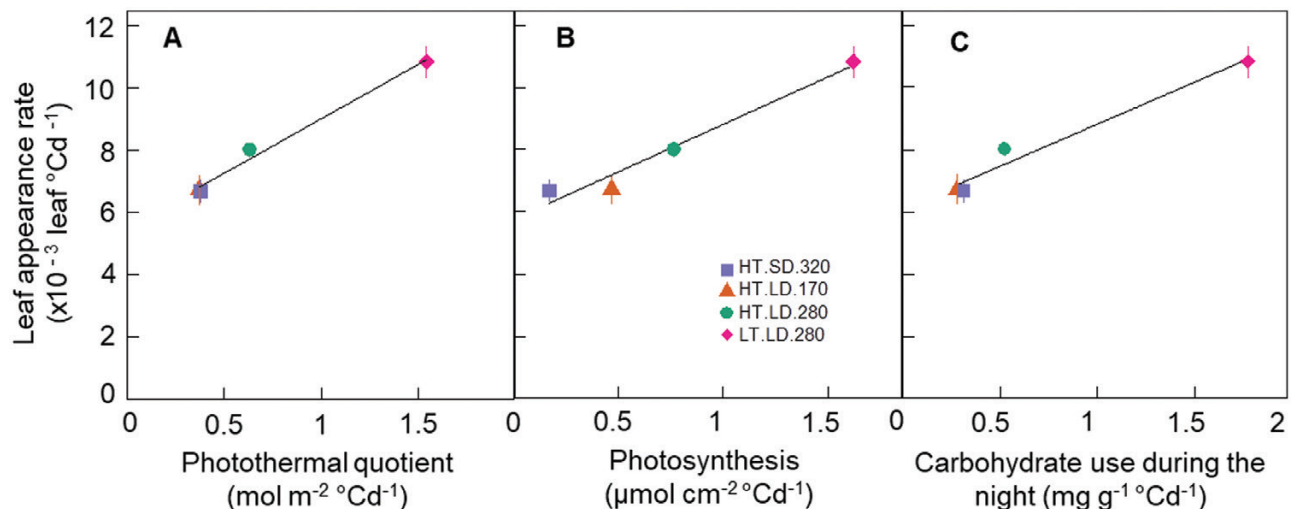 Leaf appearance rate
(x10⁻³ leaf °Cd⁻¹)
12
10
8
6
4
2
0
A
0
0.5
1
1.5
Photothermal quotient
(mol m⁻² °Cd⁻¹)
B
HT.SD.320
HT.LD.170
HT.LD.280
LT.LD.280
0
0.5
1
1.5
Photosynthesis
(µmol cm⁻² °Cd⁻¹)
C
0
0.5
1
1.5
2
Carbohydrate use during the
night (mg g⁻¹ °Cd⁻¹)